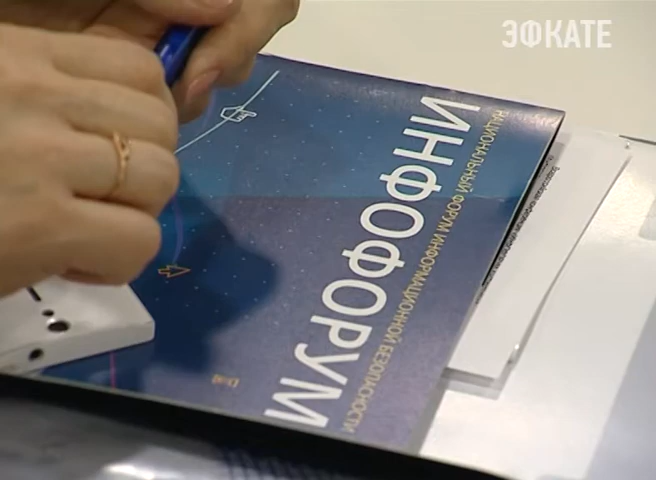 ЭФКАТЕ
ИНФОФОРУМ
НАЦИОНАЛЬНЫЙ ФОРУМ ИНФОРМАЦИОННОЙ БЕЗОПАСНОСТИ